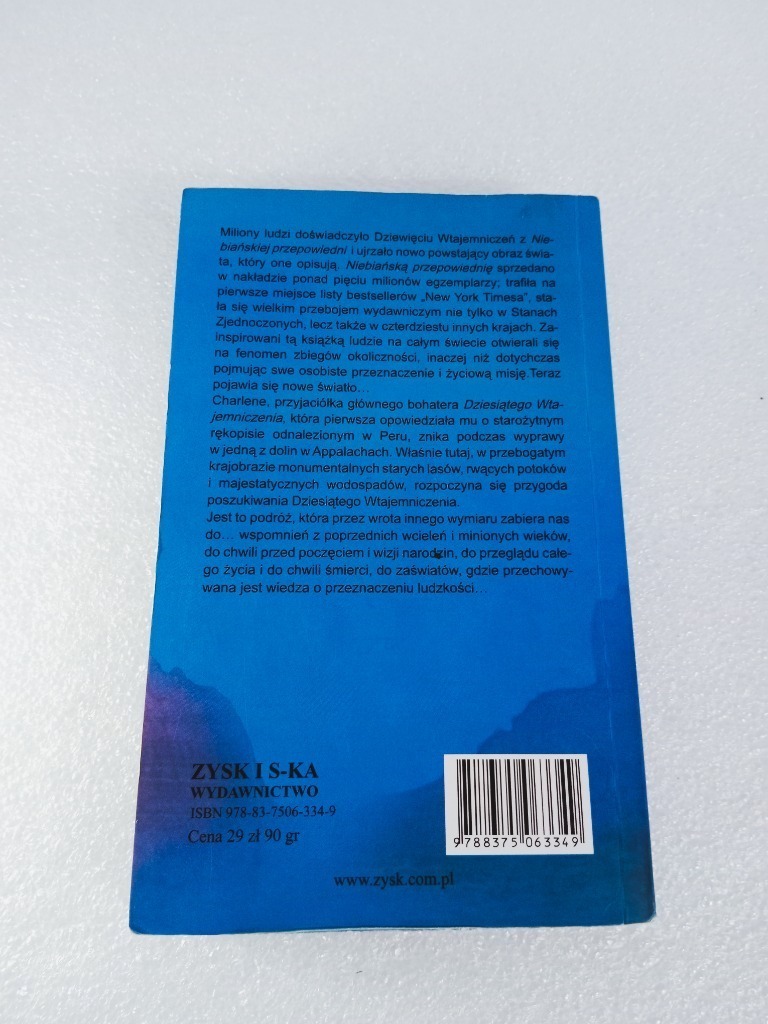 Miliony ludzi doświadczyło Dziewięciu Wtajemniczeń z Nie-
biańskiej przepowiedni i ujrzało nowo powstający obraz świa-
ta, który one opisują. Niebiańską przepowiednię sprzedano
w nakładzie ponad pięciu milionów egzemplarzy; trafiła na
pierwsze miejsce listy bestsellerów „New York Timesa”, sta-
ła się wielkim przebojem wydawniczym nie tylko w Stanach
Zjednoczonych, lecz także w czterdziestu innych krajach. Za-
inspirowani tą książką ludzie na całym świecie otwierali się
na fenomen zbiegów okoliczności, inaczej niż dotychczas
pojmując swe osobiste przeznaczenie i życiową misję.Teraz
pojawia się nowe światło...
Charlene, przyjaciółka głównego bohatera Dziesiątego Wta-
jemniczenia, która pierwsza opowiedziała mu o starożytnym
rękopisie odnalezionym w Peru, znika podczas wyprawy
w jedną z dolin w Appalachach. Właśnie tutaj, w przebogatym
krajobrazie monumentalnych starych lasów, rwących potoków
i majestatycznych wodospadów, rozpoczyna się przygoda
poszukiwania Dziesiątego Wtajemniczenia.
Jest to podróż, która przez wrota innego wymiaru zabiera nas
do... wspomnień z poprzednich wcieleń i minionych wieków,
do chwili przed poczęciem i wizji narodzin, do przeglądu całe-
go życia i do chwili śmierci, do zaświatów, gdzie przechowy-
wana jest wiedza o przeznaczeniu ludzkości...
ZYSK I S-KA
WYDAWNICTWO
ISBN 978-83-7506-334-9
Cena 29 zł 90 gr
9 788375 063349
www.zysk.com.pl